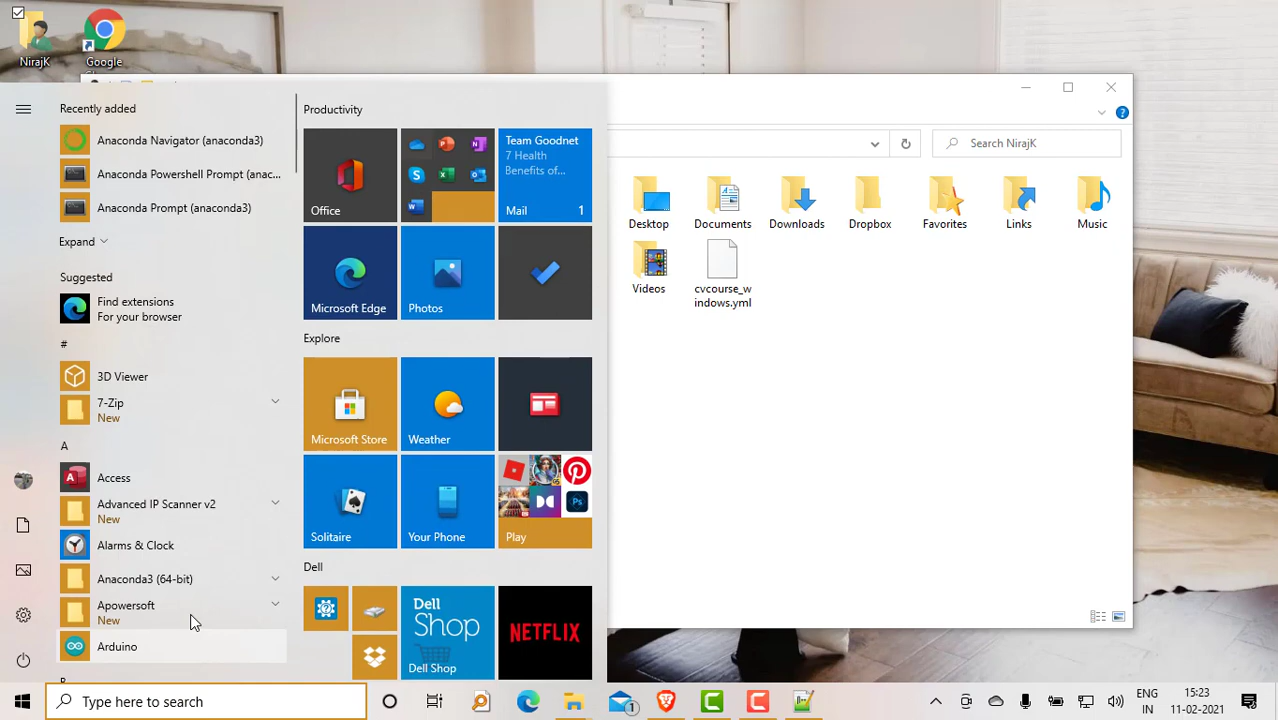 NirajK
Google
Recently added
Anaconda Navigator (anaconda3)
Anaconda Powershell Prompt (anac...
Anaconda Prompt (anaconda3)
Expand
Suggested
Find extensions
For your browser
#
3D Viewer
7-Zip
New
A
Access
Advanced IP Scanner v2
New
Alarms & Clock
Anaconda3 (64-bit)
Apowersoft
New
Arduino
Productivity
Office
Team Goodnet
7 Health
Benefits of...
Mail 1
Microsoft Edge
Photos
Explore
Microsoft Store
Weather
Solitaire
Your Phone
Play
Dell
Dell
Shop
Dell Shop
NETFLIX
Search NirajK
Desktop
Documents
Downloads
Dropbox
Favorites
Links
Music
Videos
cvcourse_w
indows.yml
Type here to search
1
ENG
IN
15:23
11-02-2021